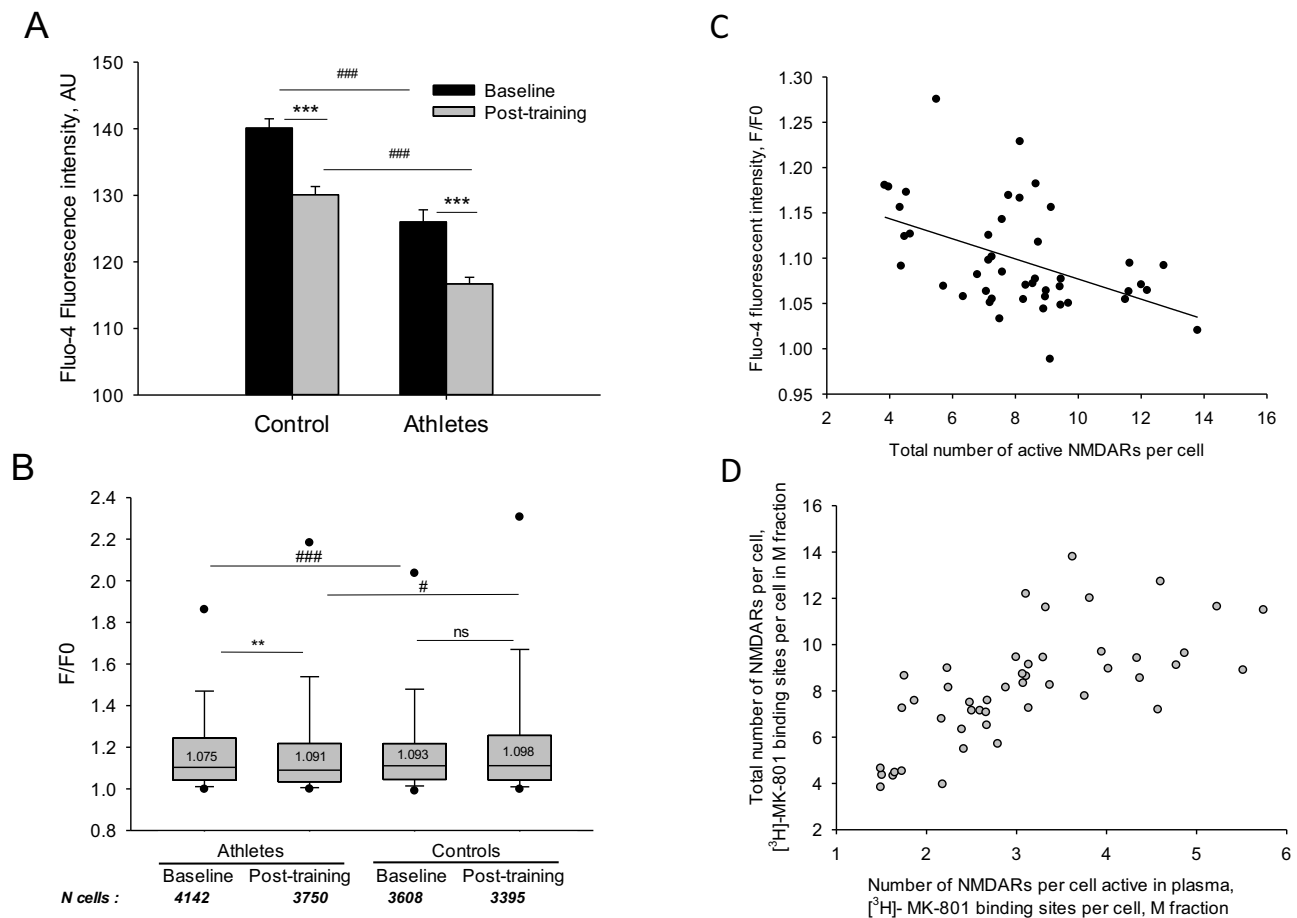 A
Fluo-4 Fluorescence intensity, AU
150
140
130
120
110
100
###
***
###
***
Baseline
Post-training
Control
Athletes
B
F/F0
2.4
2.2
2.0
1.8
1.6
1.4
1.2
1.0
0.8
###
#
**
ns
1.075
1.091
1.093
1.098
Athletes
Controls
Baseline
Post-training
Baseline
Post-training
N cells :
4142
3750
3608
3395
C
Fluo-4 fluoresecent intensity, F/F0
1.30
1.25
1.20
1.15
1.10
1.05
1.00
0.95
2 4 6 8 10 12 14 16
Total number of active NMDARs per cell
D
Total number of NMDARs per cell,
[³H]-MK-801 binding sites per cell in M fraction
16
14
12
10
8
6
4
2
1 2 3 4 5 6
Number of NMDARs per cell active in plasma,
[³H]- MK-801 binding sites per cell, M fraction